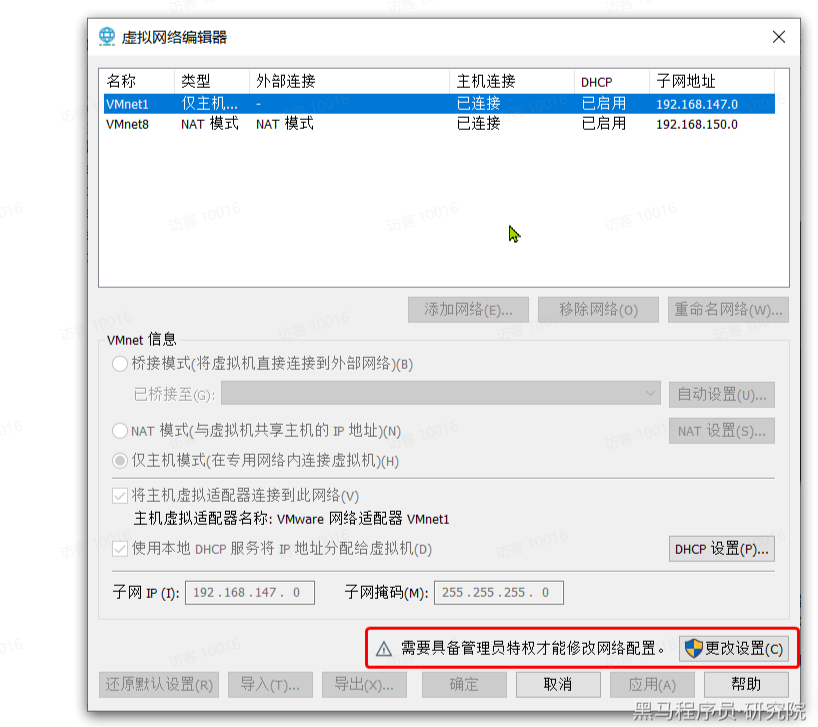 虚拟网络编辑器
名称 类型 外部连接 主机连接 DHCP 子网地址
VMnet1 仅主机... - 已连接 已启用 192.168.147.0
VMnet8 NAT 模式 NAT 模式 已连接 已启用 192.168.150.0
添加网络(E)... 移除网络(O) 重命名网络(W)...
VMnet 信息
桥接模式(将虚拟机直接连接到外部网络)(B)
已桥接至(G): 自动设置(U)...
NAT 模式(与虚拟机共享主机的 IP 地址)(N) NAT 设置(S)...
仅主机模式(在专用网络内连接虚拟机)(H)
将主机虚拟适配器连接到此网络(V)
主机虚拟适配器名称: VMware 网络适配器 VMnet1
使用本地 DHCP 服务将 IP 地址分配给虚拟机(D) DHCP 设置(P)...
子网 IP (I): 192 . 168 . 147 . 0 子网掩码(M): 255 . 255 . 255 . 0
需要具备管理员特权才能修改网络配置。 更改设置(C)
还原默认设置(R) 导入(T)... 导出(X)... 确定 取消 应用(A) 帮助
黑马程序员-研究院
访客 10016